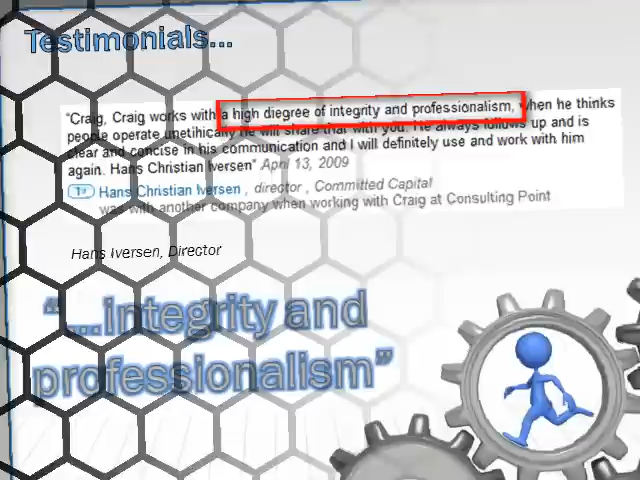 Testimonials...
"Craig, Craig works with a high diegree of integrity and professionalism, when he thinks
people operate unetihically he will share that with you. He always follows up and is
clear and concise in his communication and I will definitely use and work with him
again. Hans Christian Iversen" April 13, 2009
Hans Christian Iversen , director , Committed Capital
was with another company when working with Craig at Consulting Point
Hans Iversen, Director
"...integrity and
professionalism"